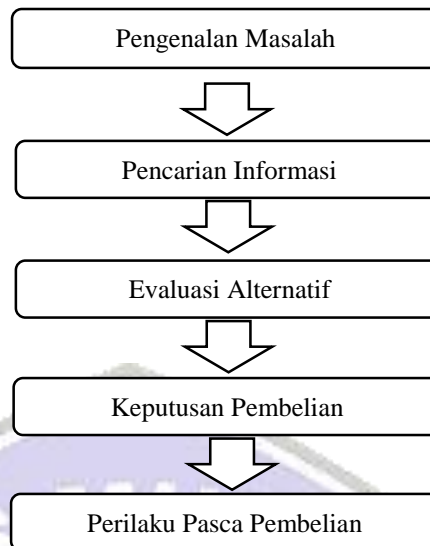 Pengenalan Masalah
Pencarian Informasi
Evaluasi Alternatif
Keputusan Pembelian
Perilaku Pasca Pembelian